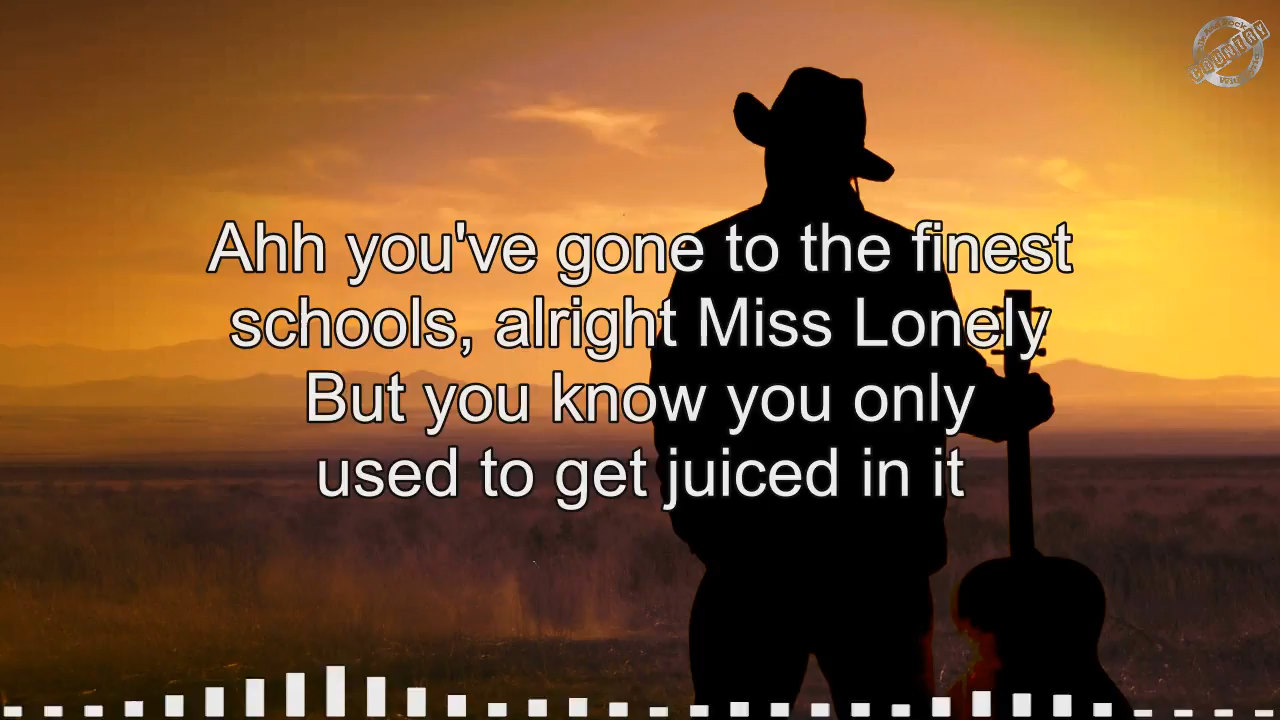 Ahh you've gone to the finest
schools, alright Miss Lonely
But you know you only
used to get juiced in it
COUNTRY